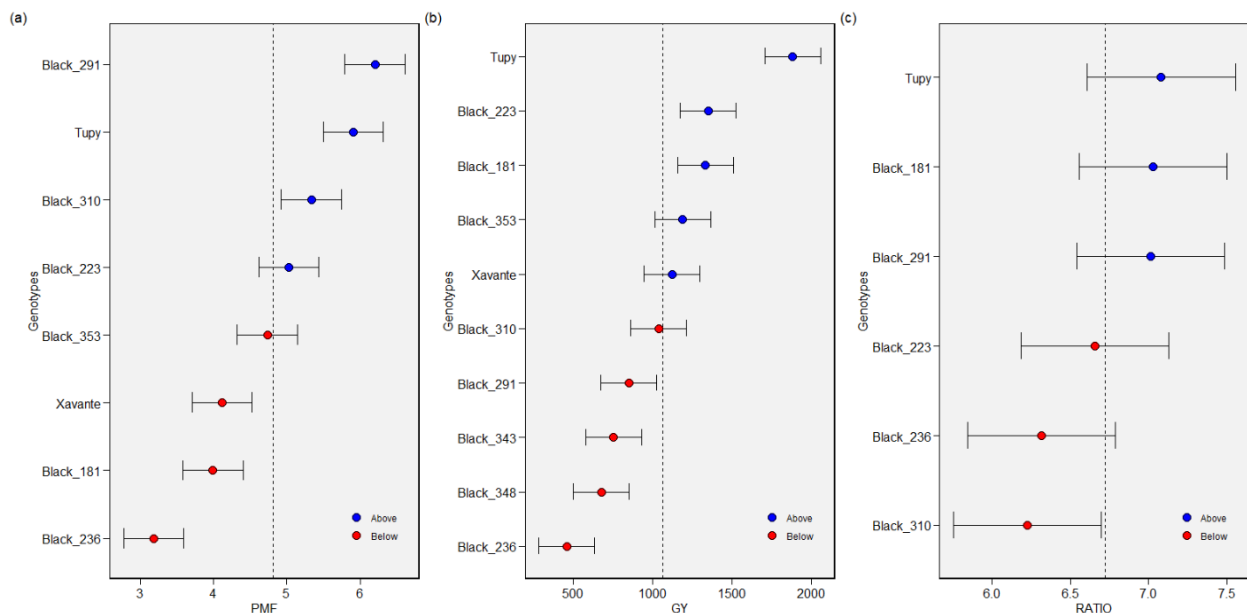 (a)
Genotypes
Black_291
Tupy
Black_310
Black_223
Black_353
Xavante
Black_181
Black_236
Above
Below
3 4 5 6
PMF
(b)
Genotypes
Tupy
Black_223
Black_181
Black_353
Xavante
Black_310
Black_291
Black_343
Black_348
Black_236
Above
Below
500 1000 1500 2000
GY
(c)
Genotypes
Tupy
Black_181
Black_291
Black_223
Black_236
Black_310
Above
Below
6.0 6.5 7.0 7.5
RATIO